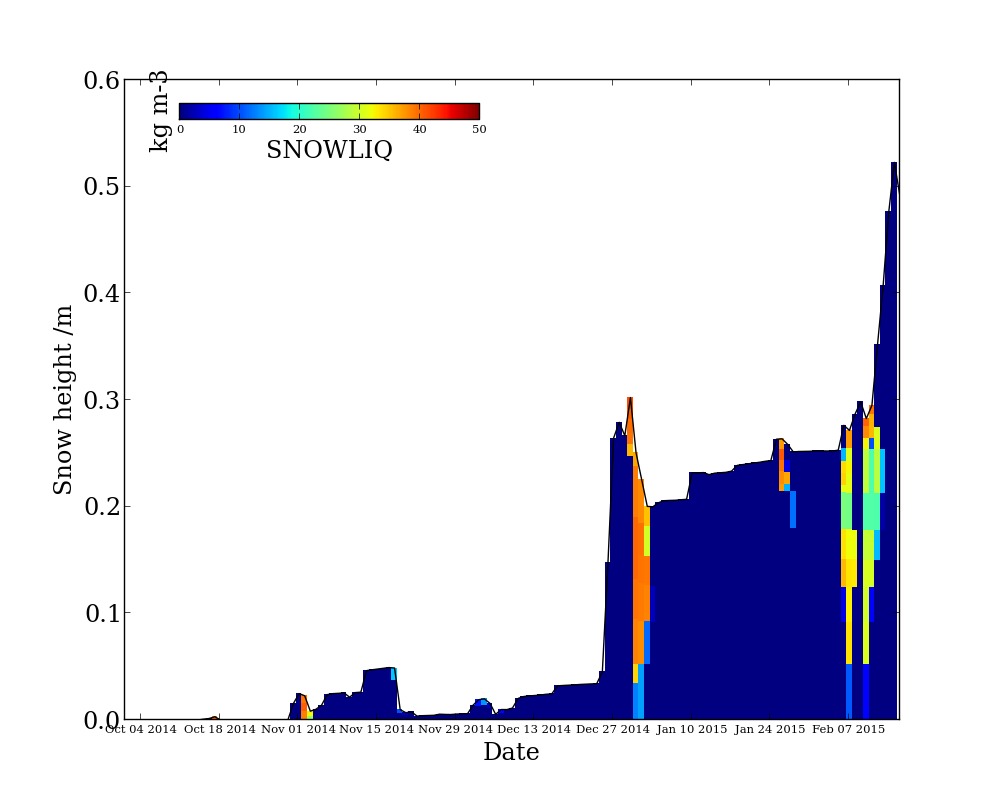 0.6
kg m-3
0 10 20 30 40 50
SNOWLIQ
0.5
0.4
Snow height /m
0.3
0.2
0.1
0.0
Oct 04 2014 Oct 18 2014 Nov 01 2014 Nov 15 2014 Nov 29 2014 Dec 13 2014 Dec 27 2014 Jan 10 2015 Jan 24 2015 Feb 07 2015
Date